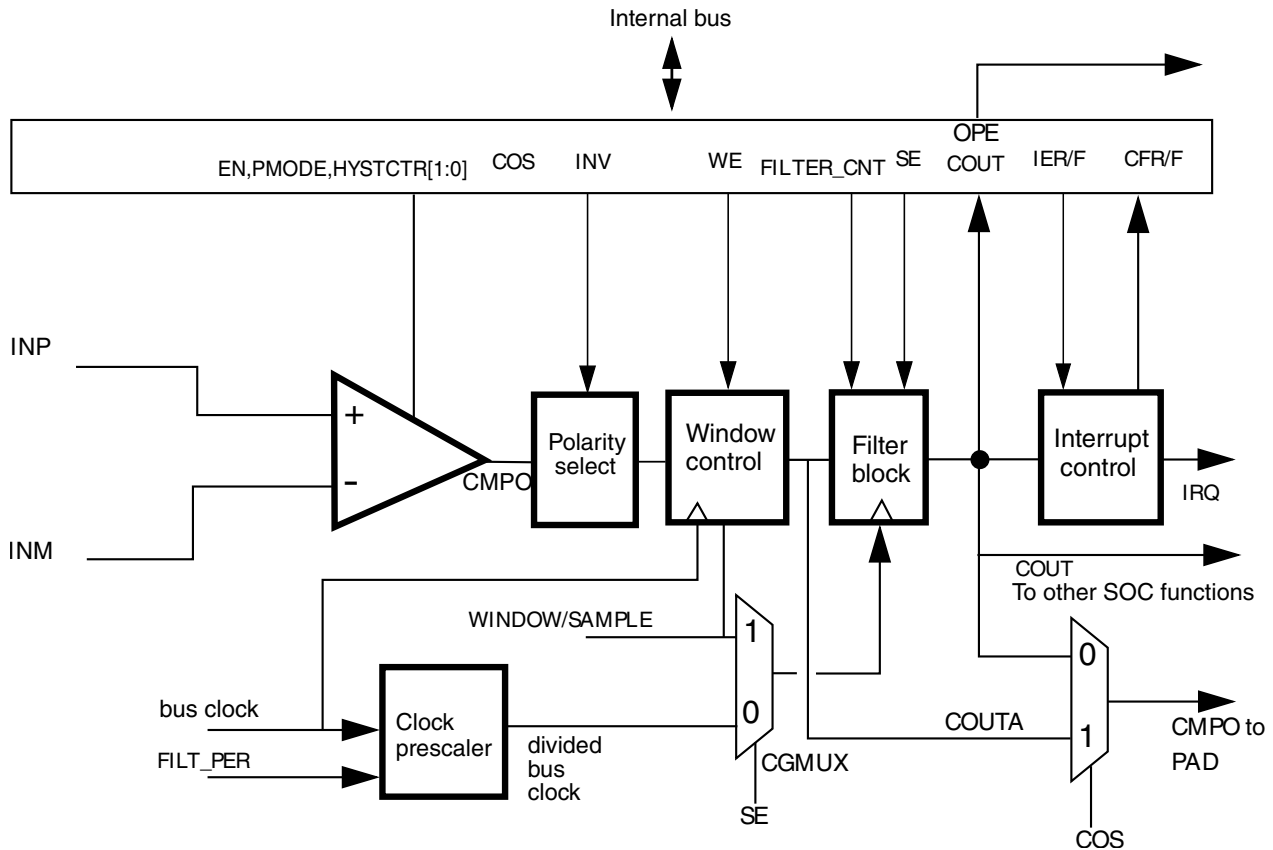 Internal bus
EN,PMODE,HYSTCTR[1:0]
COS
INV
WE
FILTER_CNT
SE
OPE
COUT
IER/F
CFR/F
INP
+
-
INM
CMPO
Polarity
select
Window
control
Filter
block
Interrupt
control
IRQ
COUT
To other SOC functions
WINDOW/SAMPLE
1
0
CGMUX
SE
bus clock
FILT_PER
Clock
prescaler
divided
bus
clock
COUTA
0
1
CMPO to
PAD
COS